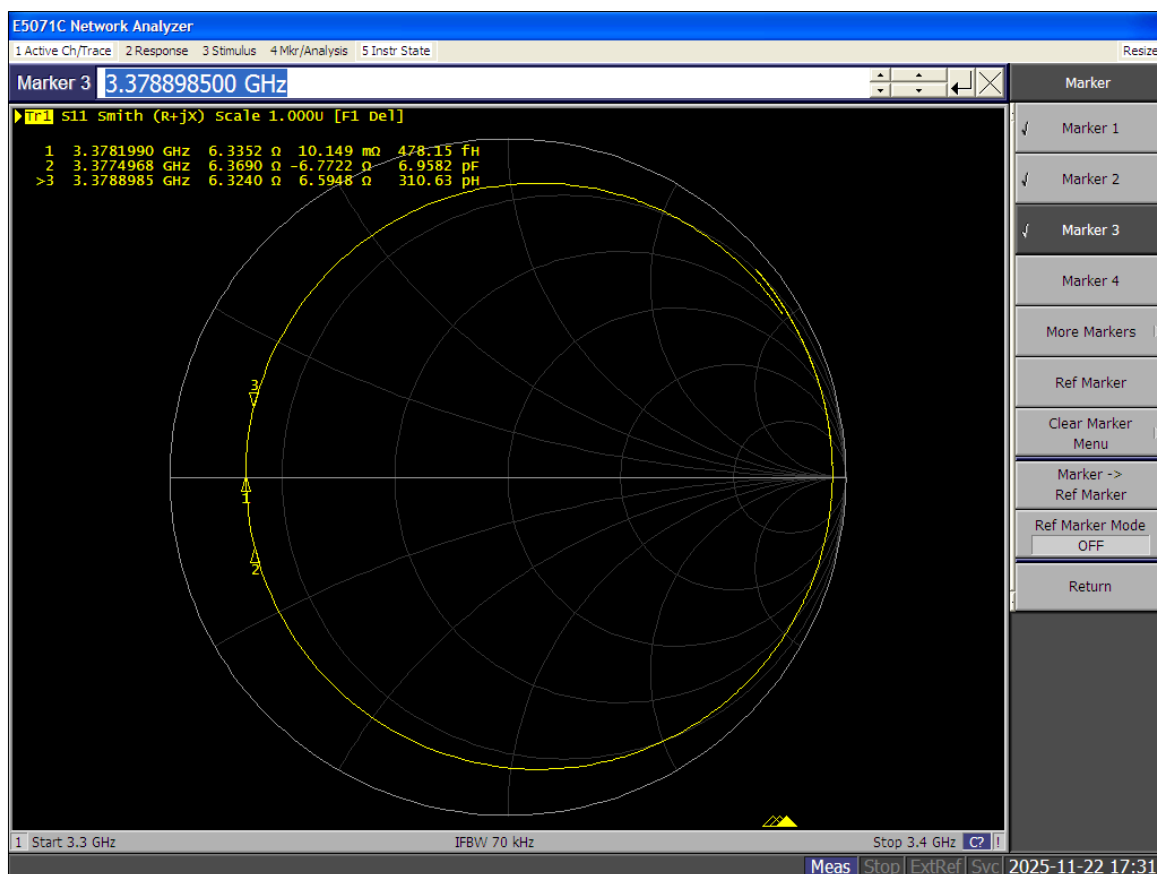 E5071C Network Analyzer
1 Active Ch/Trace 2 Response 3 Stimulus 4 Mkr/Analysis 5 Instr State Resize
Marker 3 3.378898500 GHz
Tr1 S11 Smith (R+jX) Scale 1.000U [F1 Del]
1 3.3781990 GHz 6.3352 Ω 10.149 mΩ 478.15 fH
2 3.3774968 GHz 6.3690 Ω -6.7722 Ω 6.9582 pF
>3 3.3788985 GHz 6.3240 Ω 6.5948 Ω 310.63 pH
3
1
2
Marker
√ Marker 1
√ Marker 2
√ Marker 3
Marker 4
More Markers
Ref Marker
Clear Marker
Menu
Marker ->
Ref Marker
Ref Marker Mode
OFF
Return
1 Start 3.3 GHz IFBW 70 kHz Stop 3.4 GHz C? !
Meas Stop ExtRef Svc 2025-11-22 17:31